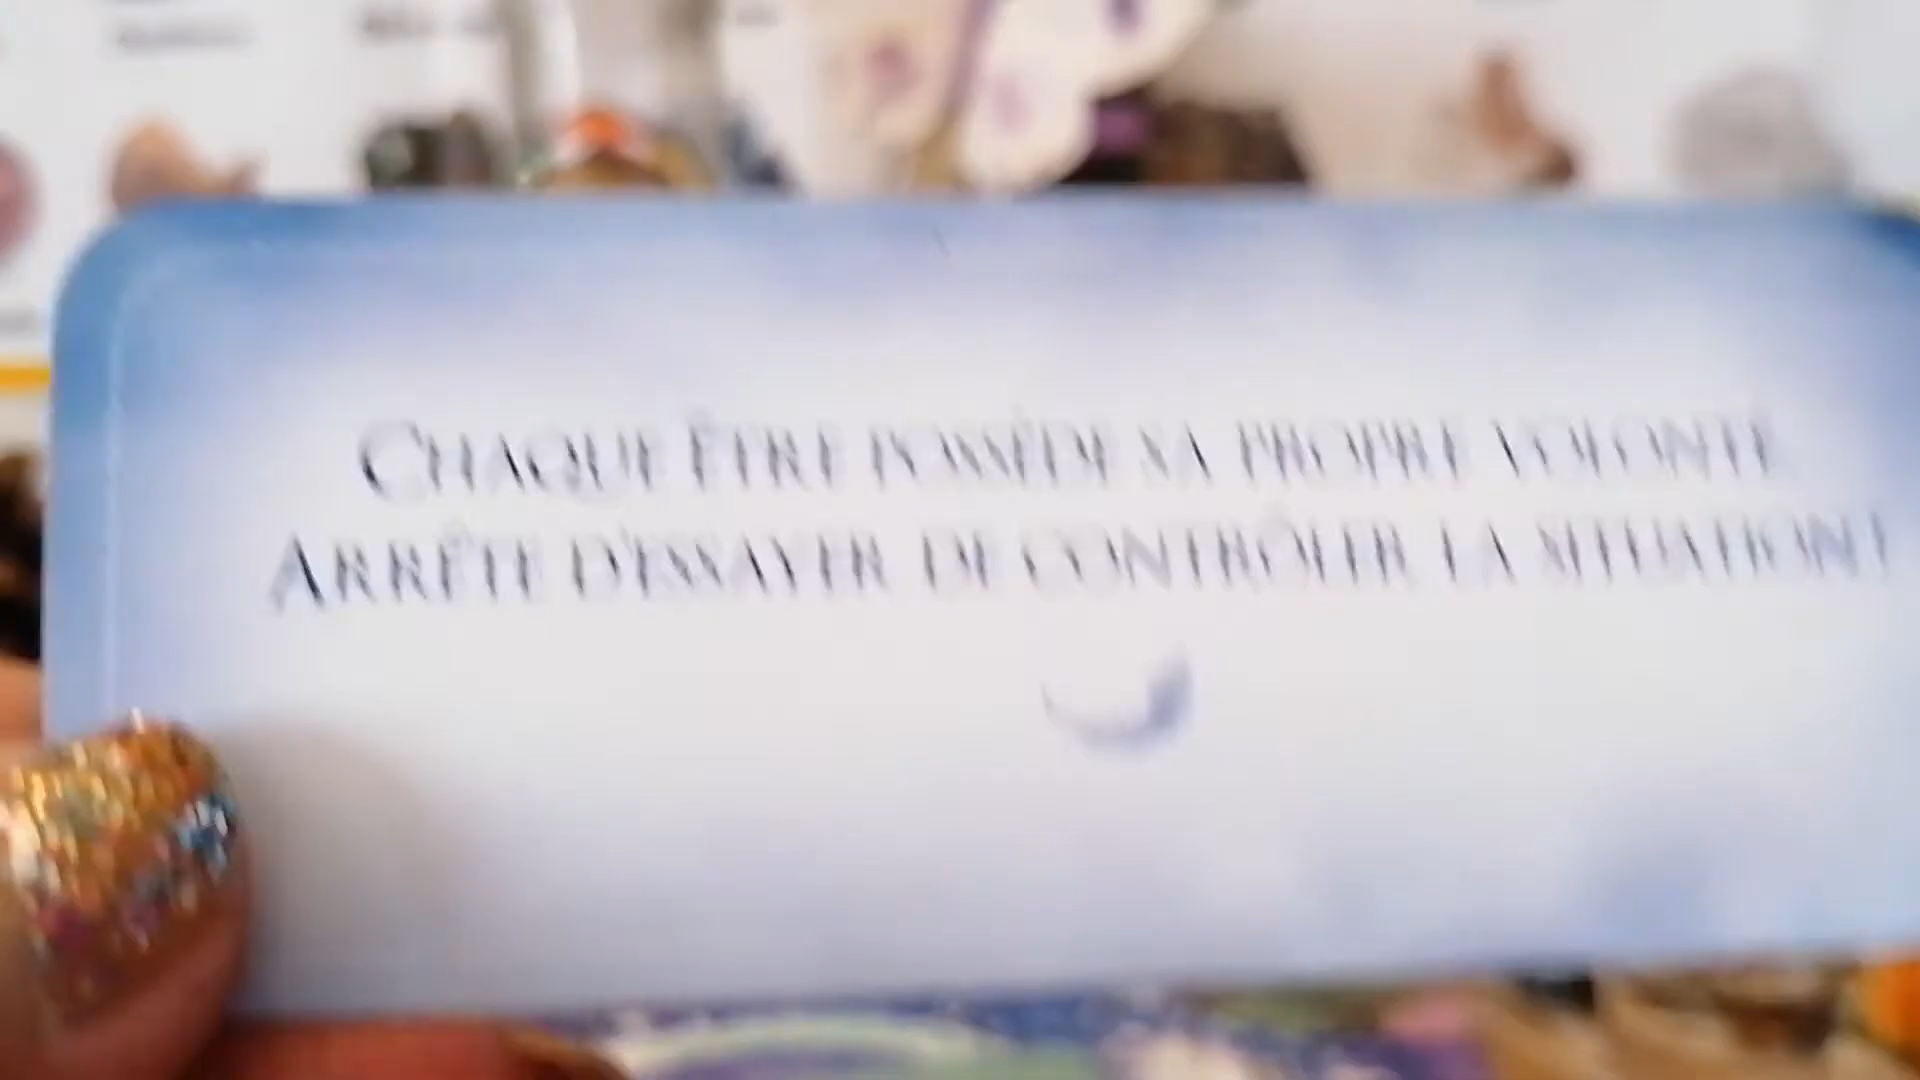 Chaque être possède sa propre volonté
Arrête d'essayer de contrôler la situation !